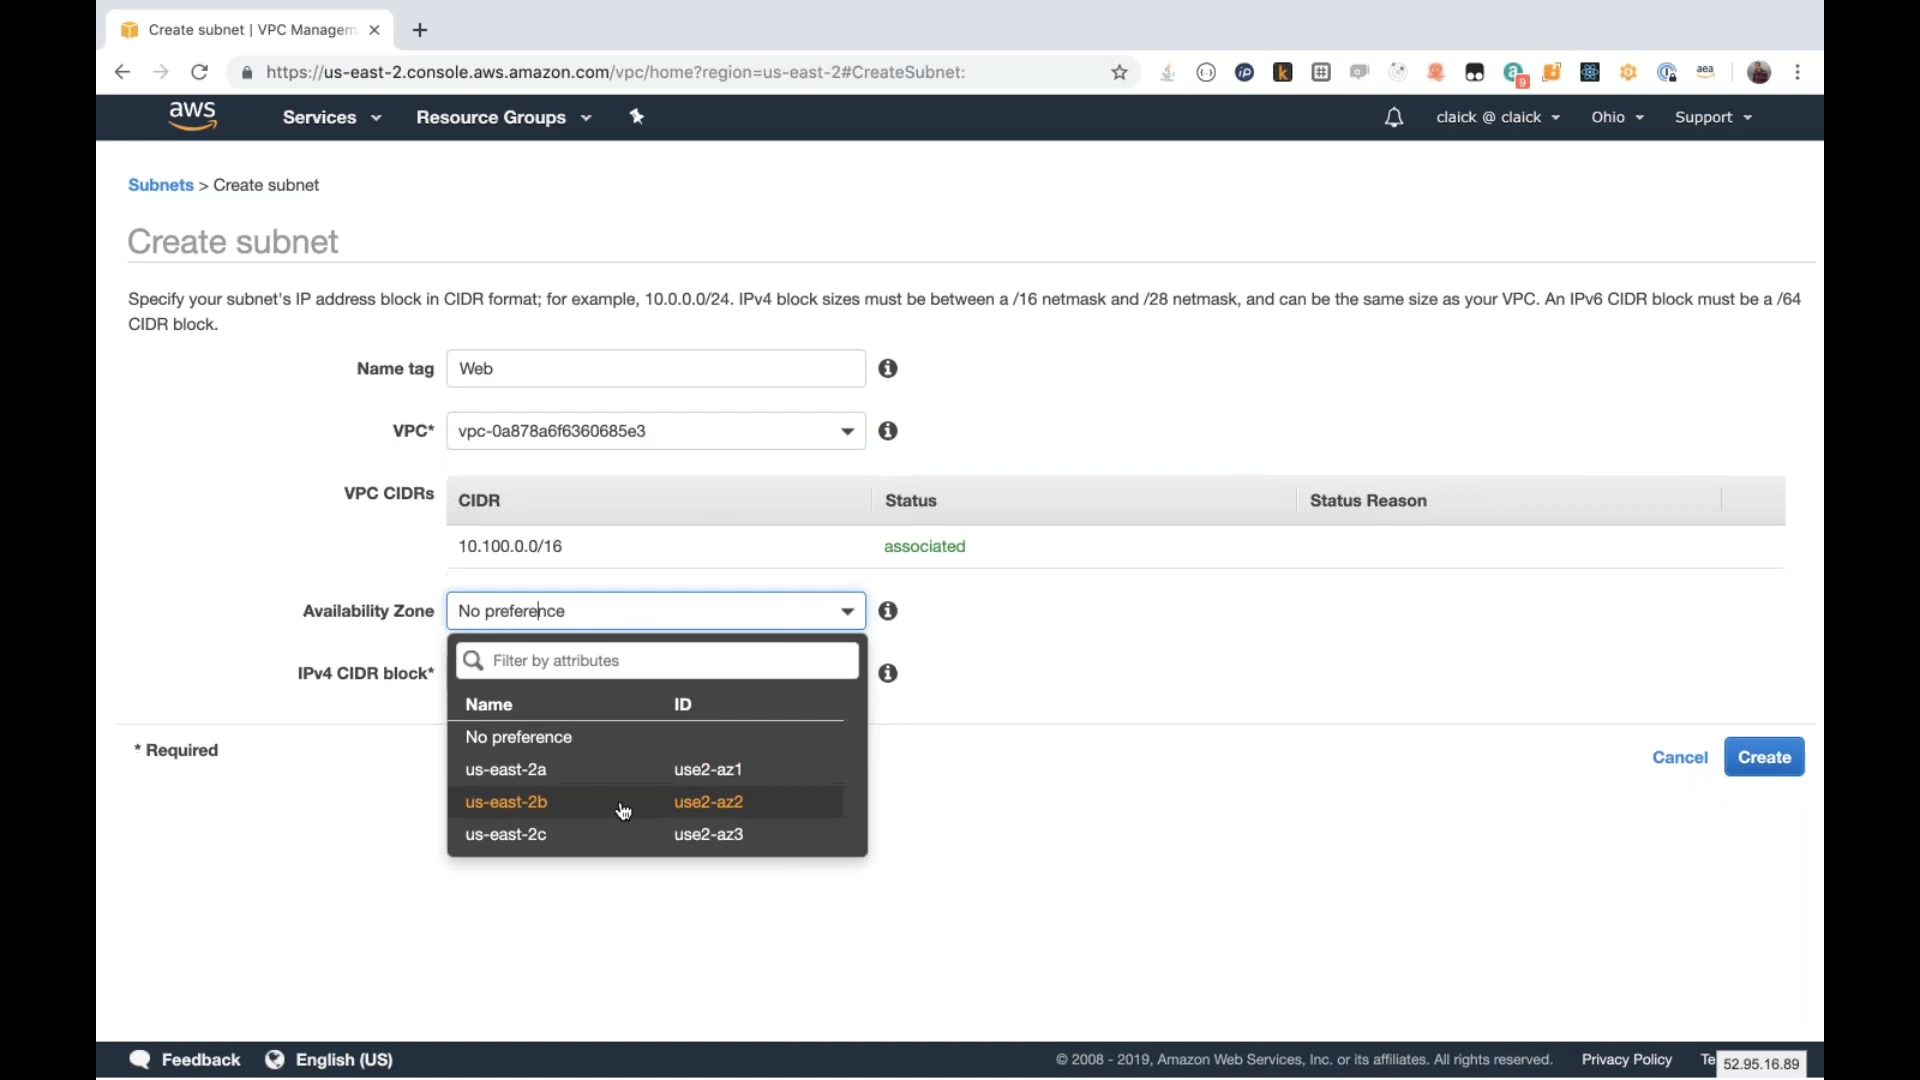 Create subnet | VPC Managem
https://us-east-2.console.aws.amazon.com/vpc/home?region=us-east-2#CreateSubnet:
aws Services Resource Groups claick @ claick Ohio Support
Subnets > Create subnet
Create subnet
Specify your subnet's IP address block in CIDR format; for example, 10.0.0.0/24. IPv4 block sizes must be between a /16 netmask and /28 netmask, and can be the same size as your VPC. An IPv6 CIDR block must be a /64
CIDR block.
Name tag Web
VPC* vpc-0a878a6f6360685e3
VPC CIDRs CIDR Status Status Reason
10.100.0.0/16 associated
Availability Zone No preference
Filter by attributes
IPv4 CIDR block*
Name ID
No preference
* Required
us-east-2a use2-az1
us-east-2b use2-az2
us-east-2c use2-az3
Cancel Create
Feedback English (US) © 2008 - 2019, Amazon Web Services, Inc. or its affiliates. All rights reserved. Privacy Policy Te
52.95.16.89